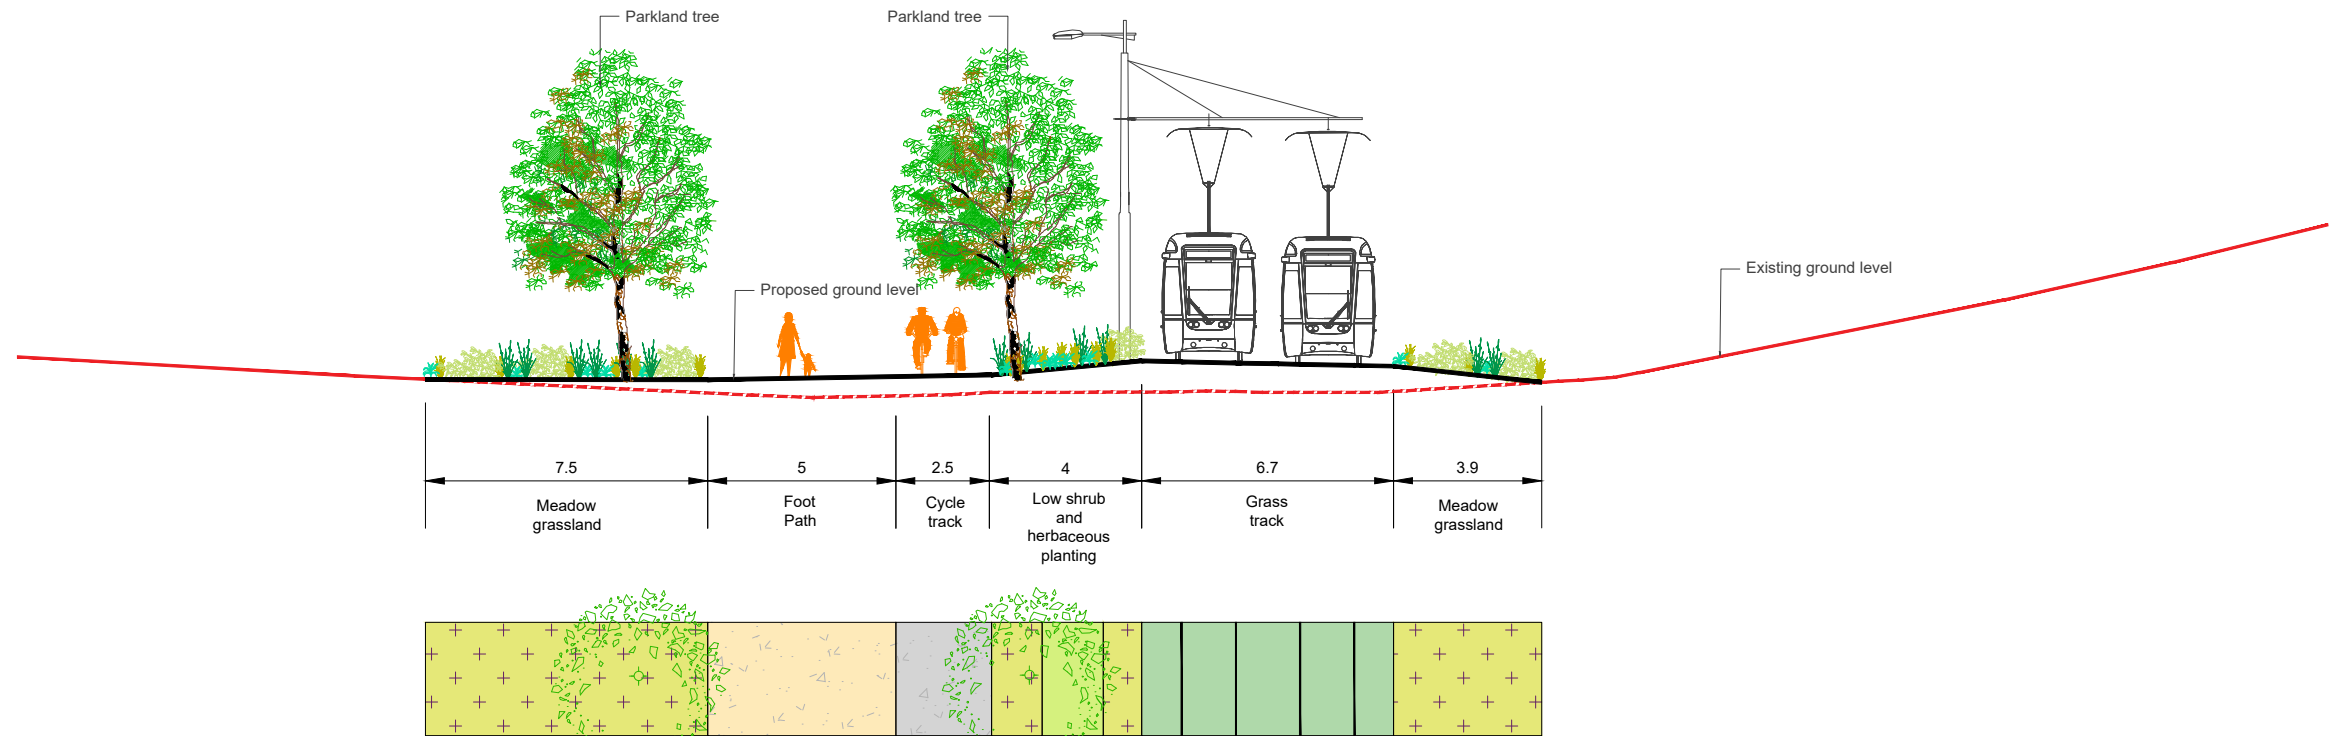 Parkland tree
Parkland tree
Existing ground level
Proposed ground level
7.5
5
2.5
4
6.7
3.9
Meadow
grassland
Foot
Path
Cycle
track
Low shrub
and
herbaceous
planting
Grass
track
Meadow
grassland